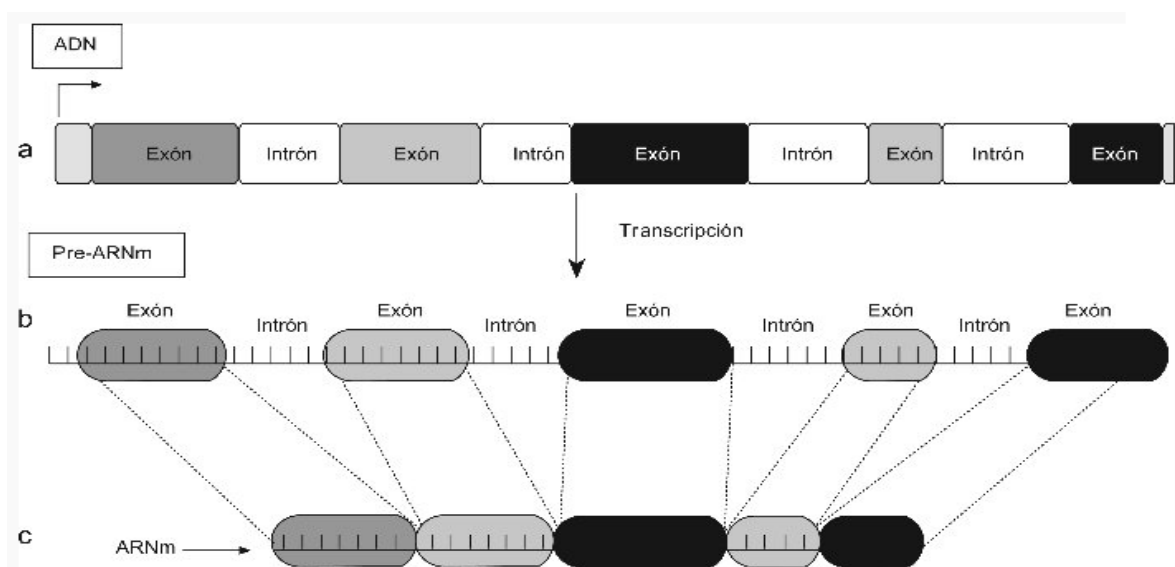 ADN
a
Exón Intrón Exón Intrón Exón Intrón Exón Intrón Exón
Transcripción
Pre-ARNm
b
Exón Intrón Exón Intrón Exón Intrón Exón Intrón Exón
c
ARNm